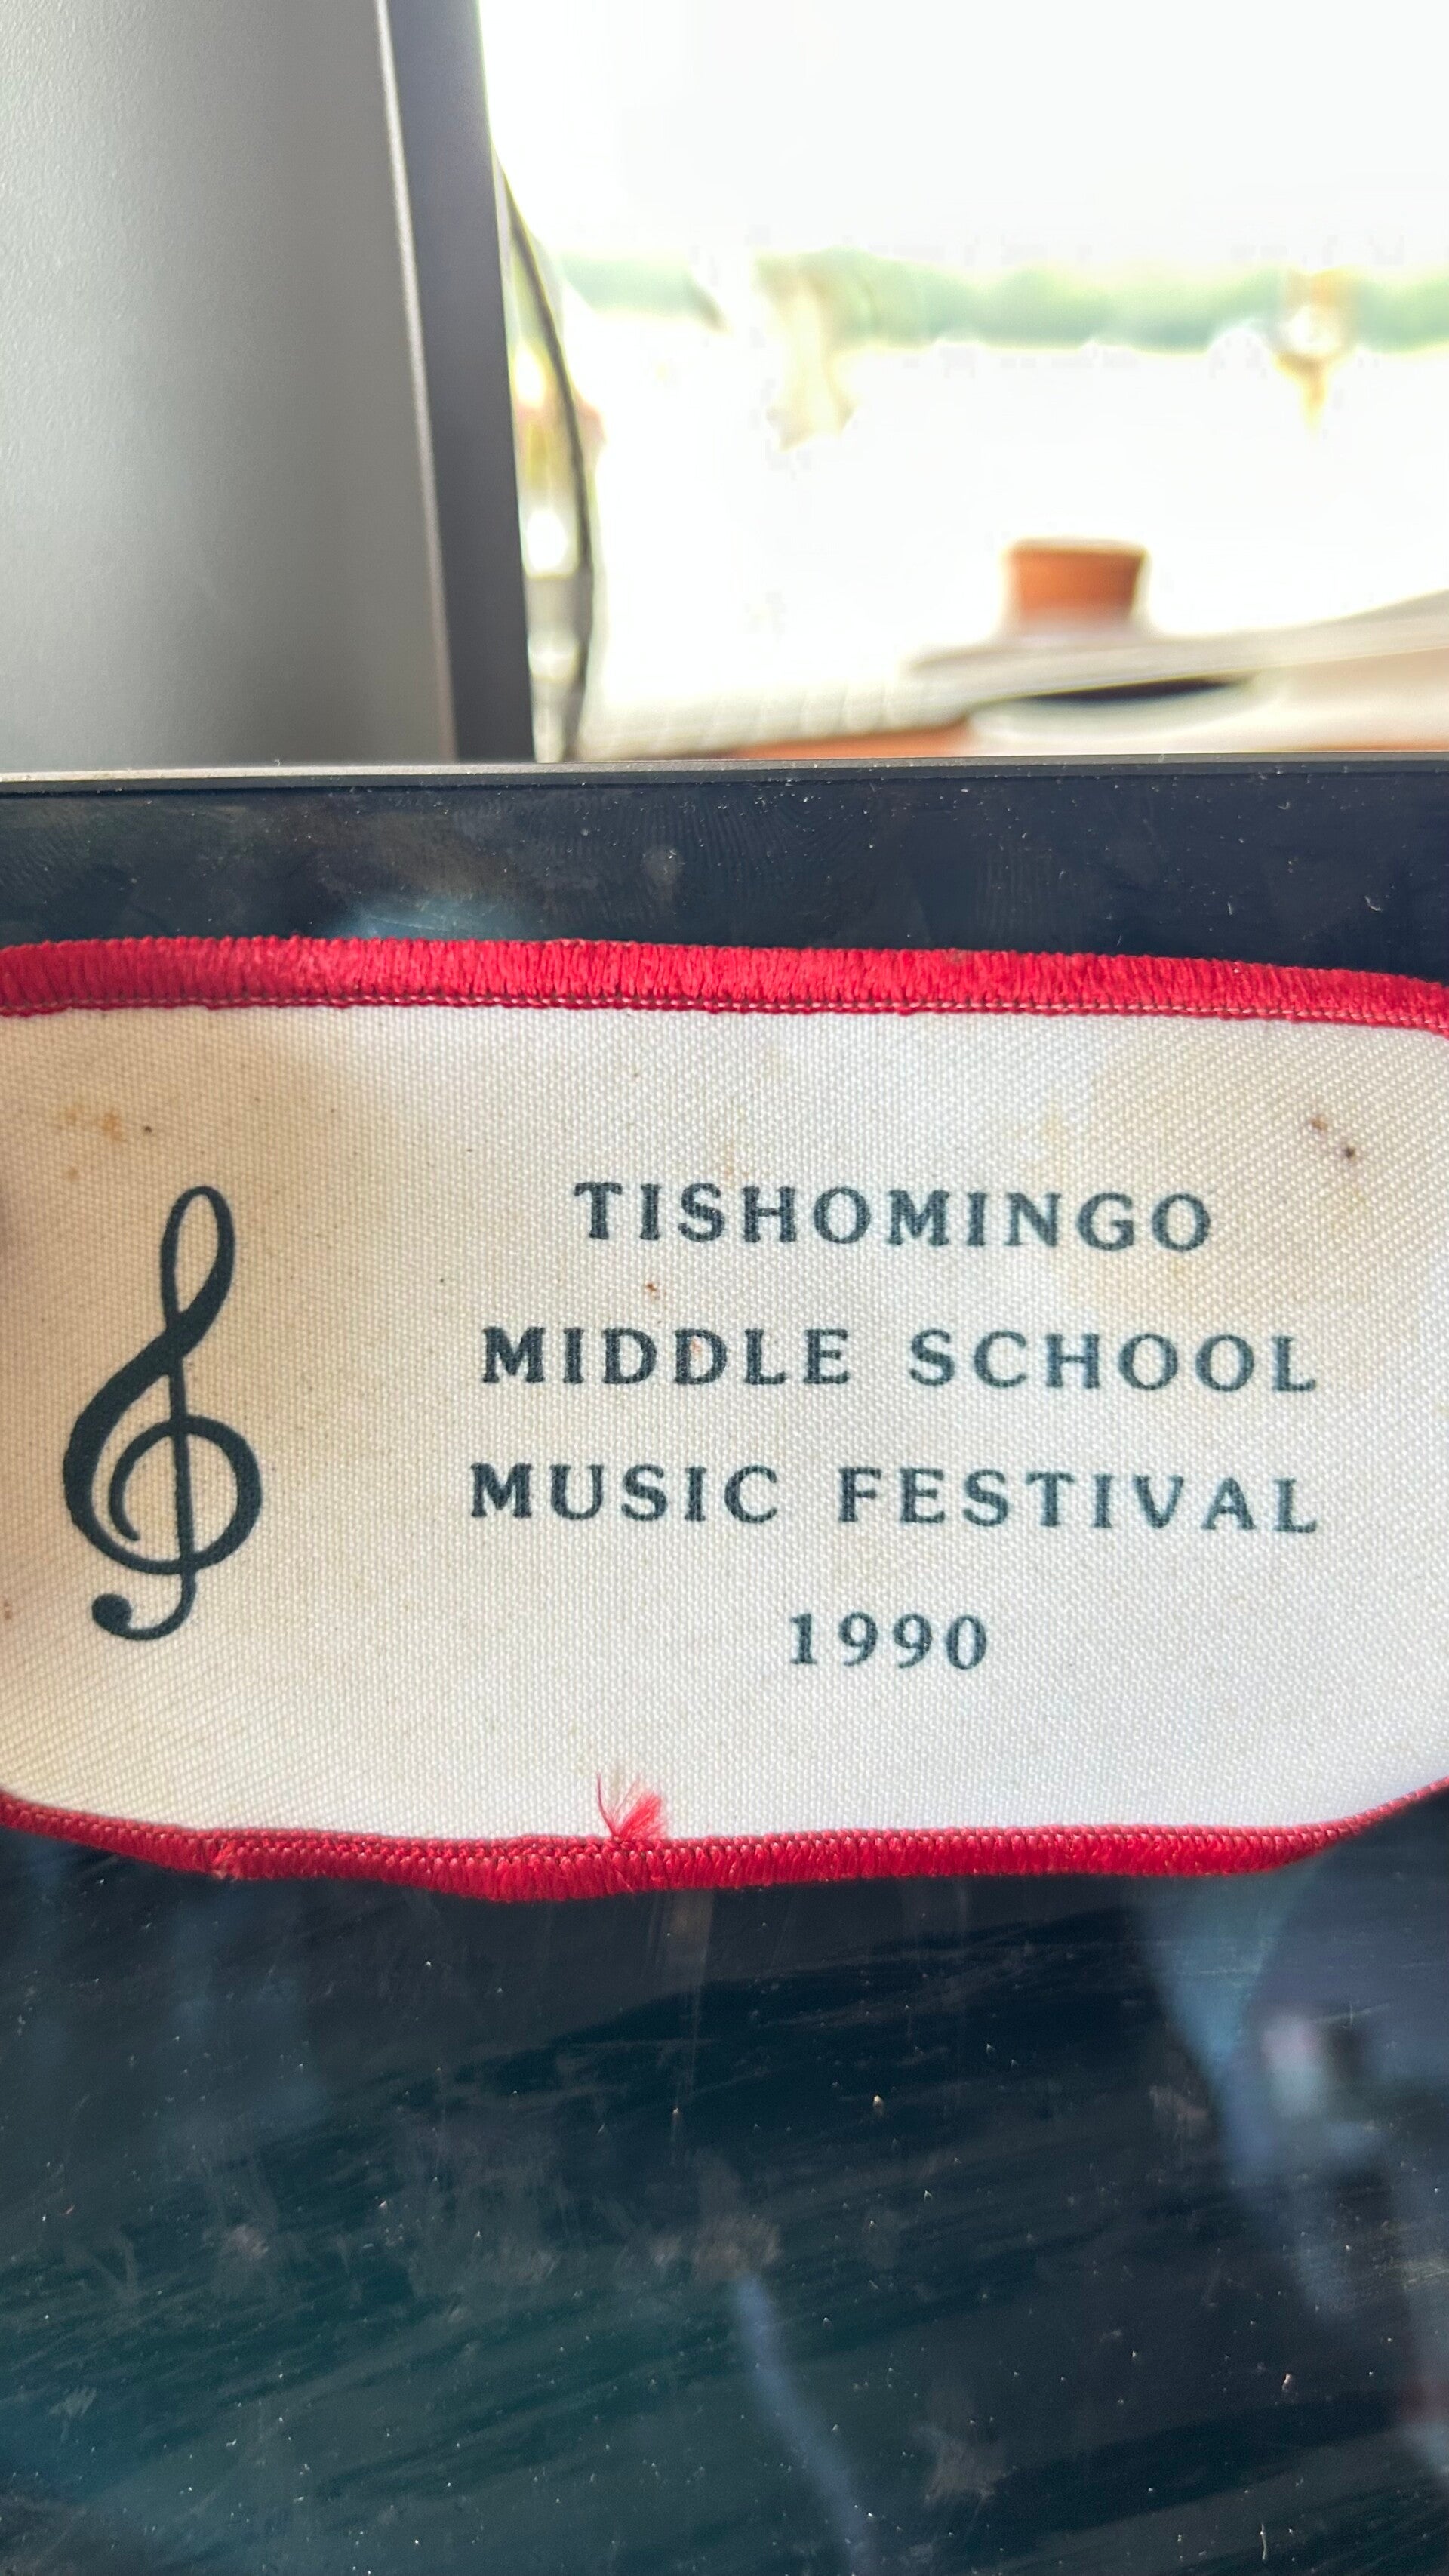 TISHOMINGO
MIDDLE SCHOOL
MUSIC FESTIVAL
1990